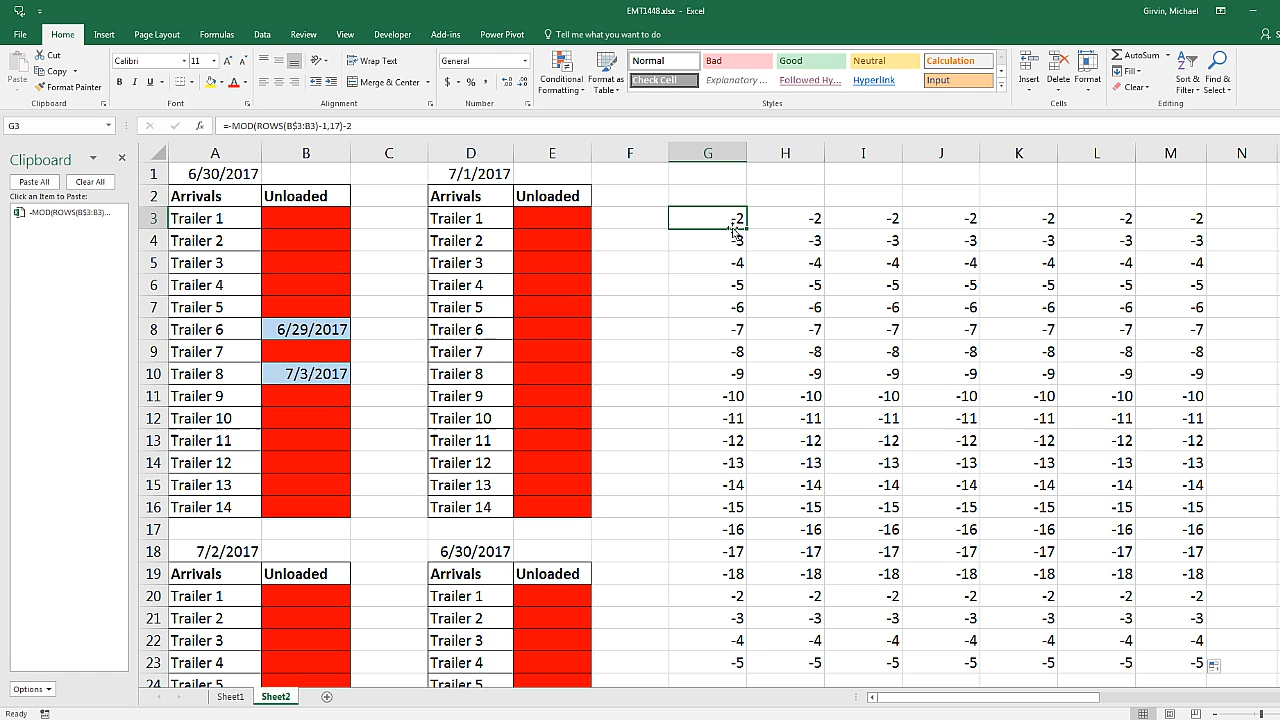 EMT1448.xlsx - Excel
Girvin, Michael
File Home Insert Page Layout Formulas Data Review View Developer Add-ins Power Pivot Tell me what you want to do
Paste Cut Copy Format Painter Clipboard
Calibri 11 B I U A Font
Wrap Text Merge & Center Alignment
General $ % , Number
Conditional Formatting Format as Table
Normal Bad Good Neutral Calculation
Check Cell Explanatory ... Followed Hy... Hyperlink Input
Styles
Insert Delete Format Cells
AutoSum Fill Clear Sort & Filter Find & Select Editing
G3 fx =-MOD(ROWS(B$3:B3)-1,17)-2
Clipboard
Paste All Clear All
Click an Item to Paste:
-MOD(ROWS(B$3:B3)...
Options
A B C D E F G H I J K L M N
1 6/30/2017 7/1/2017
2 Arrivals Unloaded Arrivals Unloaded
3 Trailer 1 Trailer 1 -2 -2 -2 -2 -2 -2 -2
4 Trailer 2 Trailer 2 -3 -3 -3 -3 -3 -3 -3
5 Trailer 3 Trailer 3 -4 -4 -4 -4 -4 -4 -4
6 Trailer 4 Trailer 4 -5 -5 -5 -5 -5 -5 -5
7 Trailer 5 Trailer 5 -6 -6 -6 -6 -6 -6 -6
8 Trailer 6 6/29/2017 Trailer 6 -7 -7 -7 -7 -7 -7 -7
9 Trailer 7 Trailer 7 -8 -8 -8 -8 -8 -8 -8
10 Trailer 8 7/3/2017 Trailer 8 -9 -9 -9 -9 -9 -9 -9
11 Trailer 9 Trailer 9 -10 -10 -10 -10 -10 -10 -10
12 Trailer 10 Trailer 10 -11 -11 -11 -11 -11 -11 -11
13 Trailer 11 Trailer 11 -12 -12 -12 -12 -12 -12 -12
14 Trailer 12 Trailer 12 -13 -13 -13 -13 -13 -13 -13
15 Trailer 13 Trailer 13 -14 -14 -14 -14 -14 -14 -14
16 Trailer 14 Trailer 14 -15 -15 -15 -15 -15 -15 -15
17 -16 -16 -16 -16 -16 -16 -16
18 7/2/2017 6/30/2017 -17 -17 -17 -17 -17 -17 -17
19 Arrivals Unloaded Arrivals Unloaded -18 -18 -18 -18 -18 -18 -18
20 Trailer 1 Trailer 1 -2 -2 -2 -2 -2 -2 -2
21 Trailer 2 Trailer 2 -3 -3 -3 -3 -3 -3 -3
22 Trailer 3 Trailer 3 -4 -4 -4 -4 -4 -4 -4
23 Trailer 4 Trailer 4 -5 -5 -5 -5 -5 -5 -5
24 Trailer 5 Trailer 5
Sheet1 Sheet2
Ready